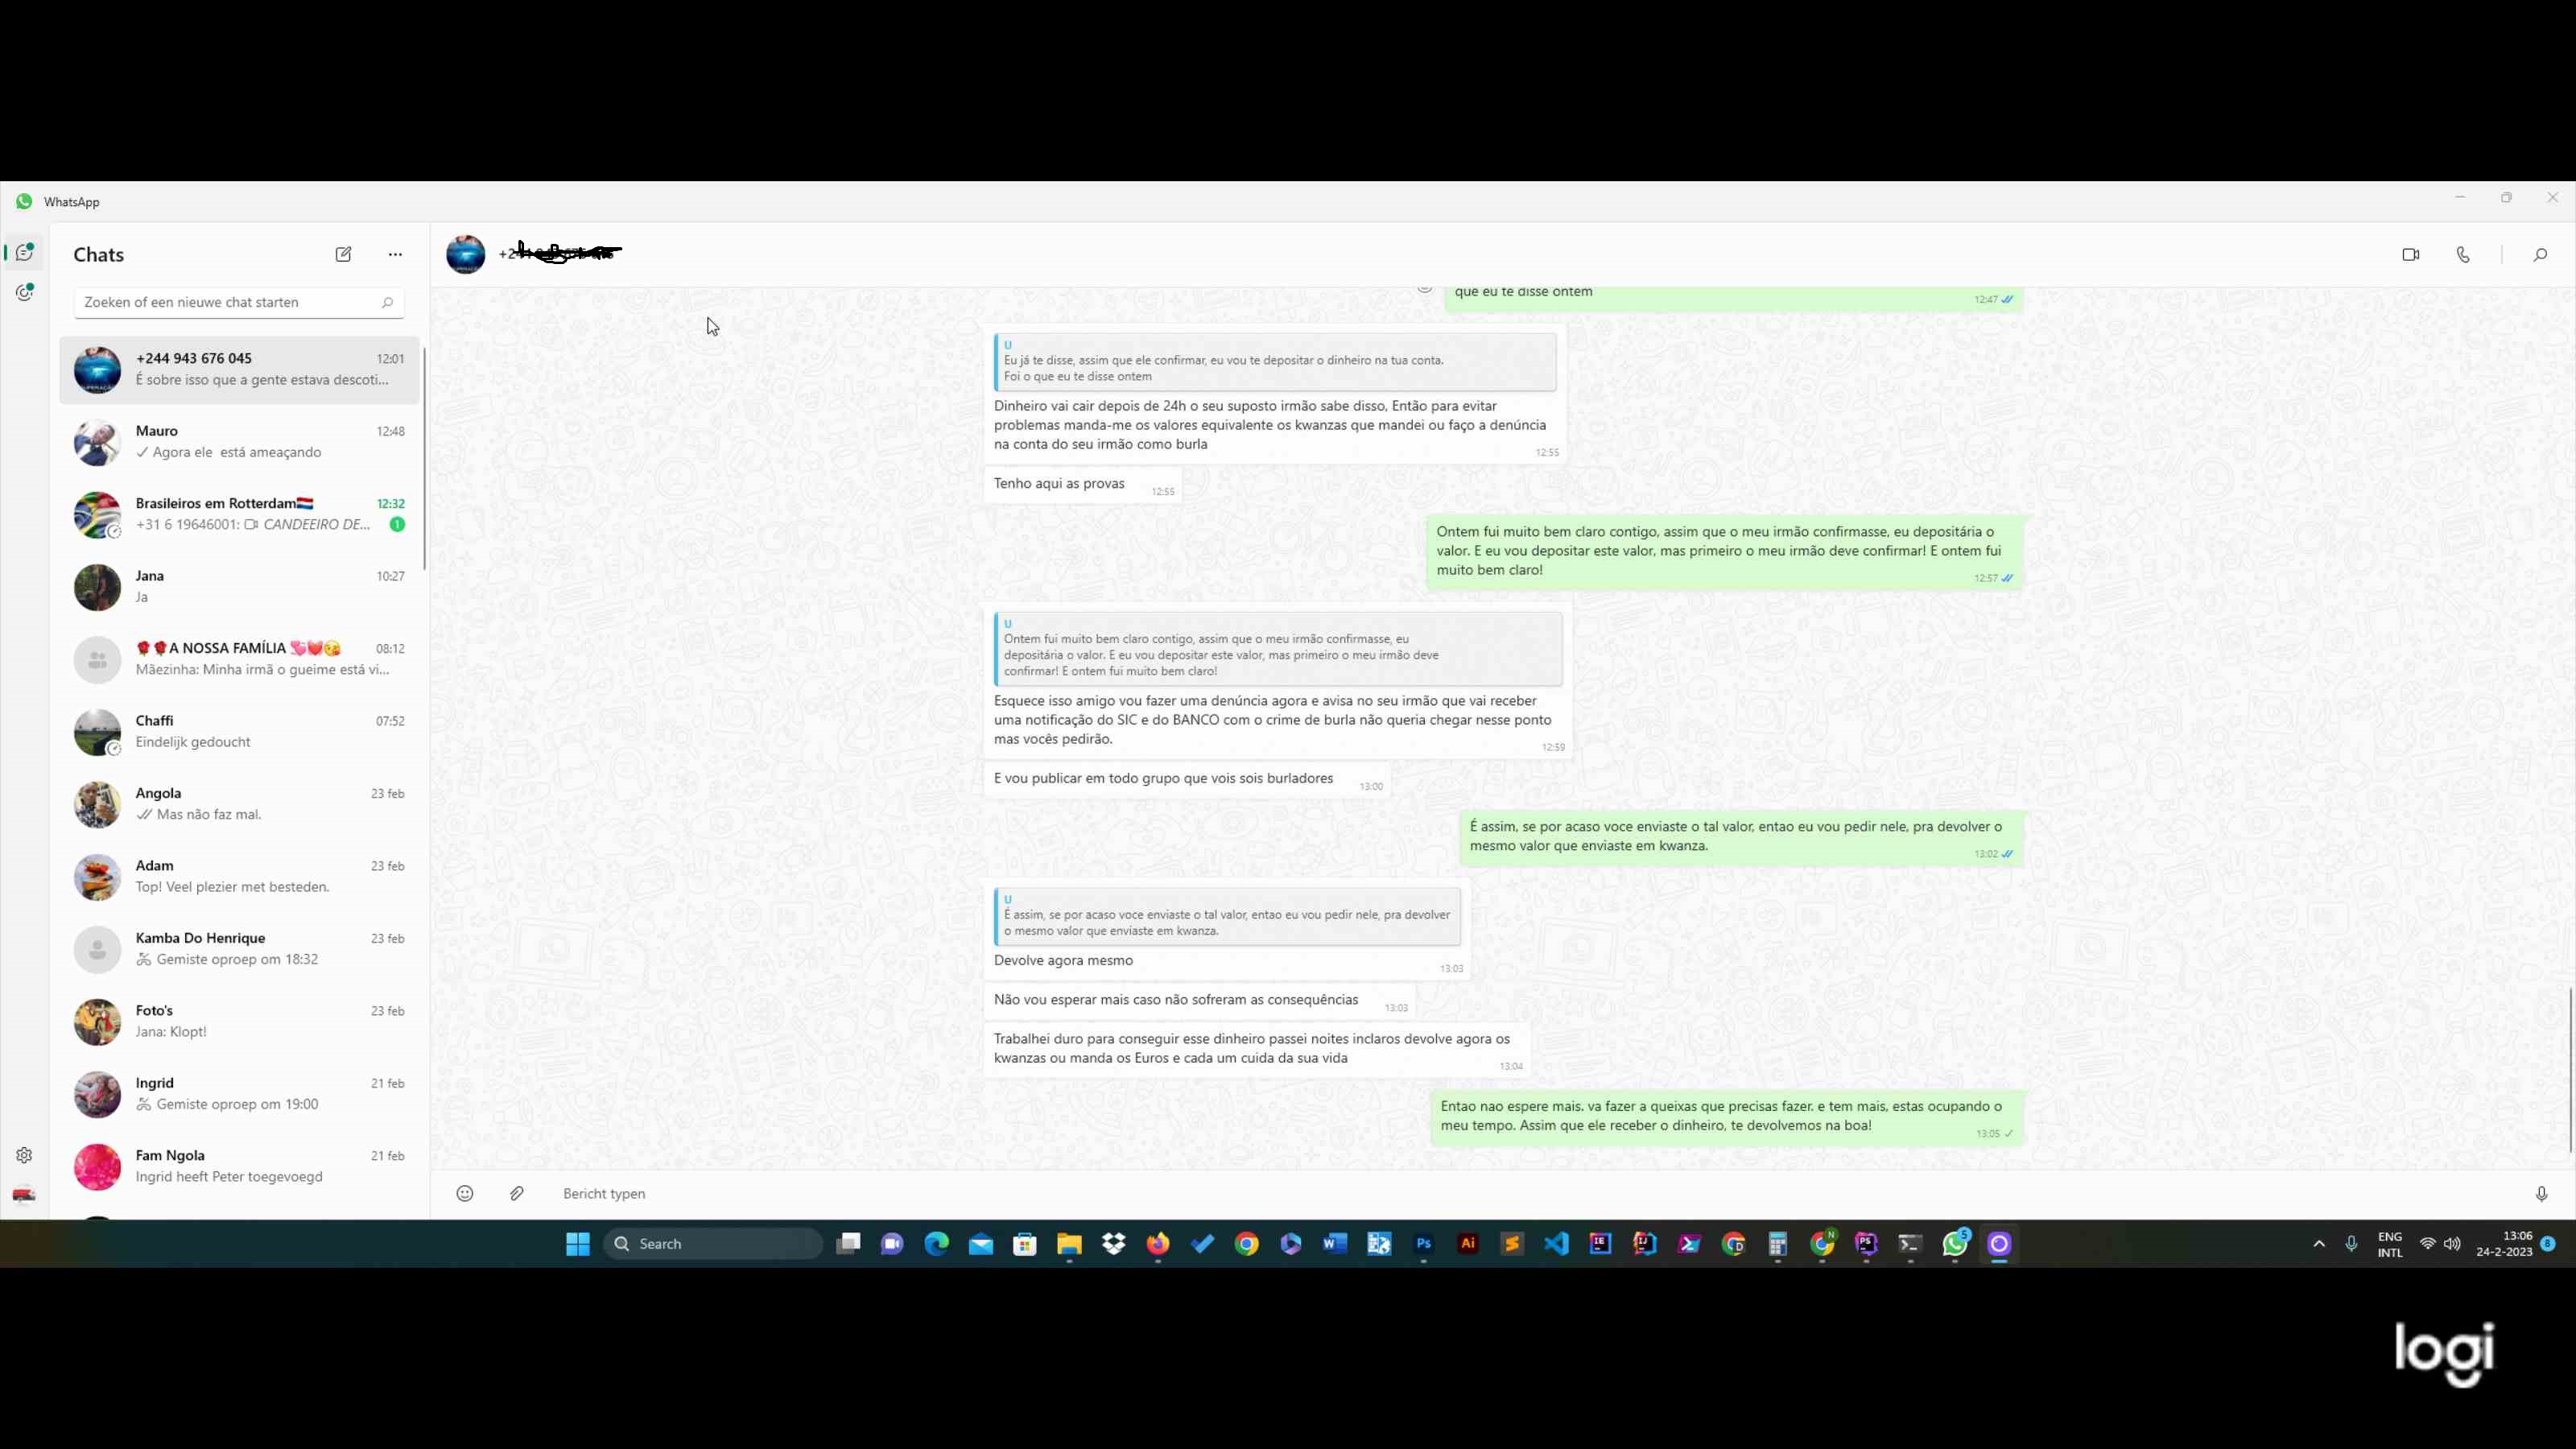 WhatsApp
Chats
Zoeken of een nieuwe chat starten
+244 943 676 045 12:01
É sobre isso que a gente estava descoti...
Mauro 12:48
Agora ele está ameaçando
Brasileiros em Rotterdam🇳🇱 12:32
+31 6 19646001: CANDEEIRO DE... 1
Jana 10:27
Ja
🌹🌹A NOSSA FAMÍLIA 💘❤️😘 08:12
Mãezinha: Minha irmã o gueime está vi...
Chaffi 07:52
Eindelijk gedoucht
Angola 23 feb
Mas não faz mal.
Adam 23 feb
Top! Veel plezier met besteden.
Kamba Do Henrique 23 feb
Gemiste oproep om 18:32
Foto's 23 feb
Jana: Klopt!
Ingrid 21 feb
Gemiste oproep om 19:00
Fam Ngola 21 feb
Ingrid heeft Peter toegevoegd
que eu te disse ontem
12:47
U
Eu já te disse, assim que ele confirmar, eu vou te depositar o dinheiro na tua conta.
Foi o que eu te disse ontem
Dinheiro vai cair depois de 24h o seu suposto irmão sabe disso, Então para evitar
problemas manda-me os valores equivalente os kwanzas que mandei ou faço a denúncia
na conta do seu irmão como burla
12:55
Tenho aqui as provas
12:55
Ontem fui muito bem claro contigo, assim que o meu irmão confirmasse, eu depositária o
valor. E eu vou depositar este valor, mas primeiro o meu irmão deve confirmar! E ontem fui
muito bem claro!
12:57
U
Ontem fui muito bem claro contigo, assim que o meu irmão confirmasse, eu
depositária o valor. E eu vou depositar este valor, mas primeiro o meu irmão deve
confirmar! E ontem fui muito bem claro!
Esquece isso amigo vou fazer uma denúncia agora e avisa no seu irmão que vai receber
uma notificação do SIC e do BANCO com o crime de burla não queria chegar nesse ponto
mas vocês pedirão.
12:59
E vou publicar em todo grupo que vois sois burladores
13:00
É assim, se por acaso voce enviaste o tal valor, entao eu vou pedir nele, pra devolver o
mesmo valor que enviaste em kwanza.
13:02
U
É assim, se por acaso voce enviaste o tal valor, entao eu vou pedir nele, pra devolver
o mesmo valor que enviaste em kwanza.
Devolve agora mesmo
13:03
Não vou esperar mais caso não sofreram as consequências
13:03
Trabalhei duro para conseguir esse dinheiro passei noites inclaros devolve agora os
kwanzas ou manda os Euros e cada um cuida da sua vida
13:04
Entao nao espere mais. va fazer a queixas que precisas fazer. e tem mais, estas ocupando o
meu tempo. Assim que ele receber o dinheiro, te devolvemos na boa!
13:05
Bericht typen
Search
ENG
INTL
13:06
24-2-2023
8
logi